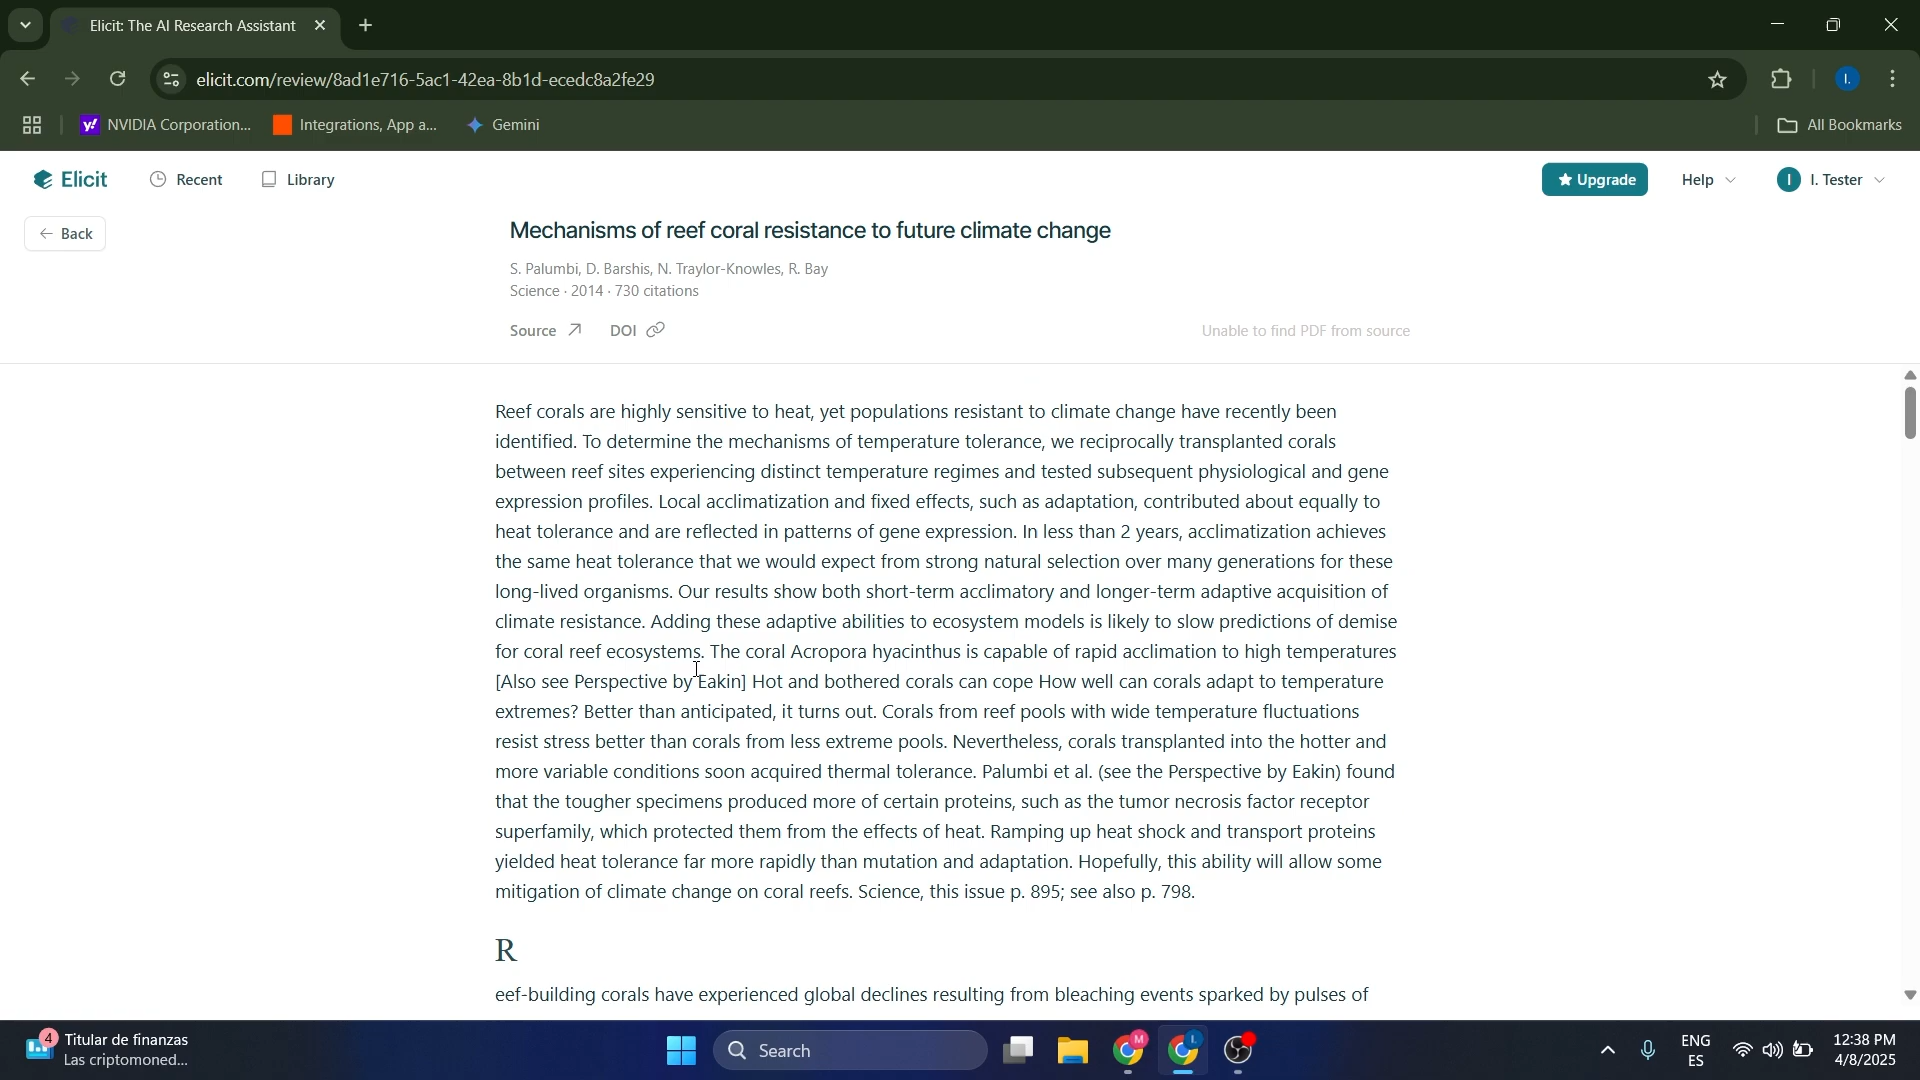 Elicit: The AI Research Assistant
elicit.com/review/8ad1e716-5ac1-42ea-8b1d-ecedc8a2fe29
NVIDIA Corporation...
Integrations, App a...
Gemini
All Bookmarks
Elicit
Recent
Library
Upgrade
Help
I
I. Tester
Back
Mechanisms of reef coral resistance to future climate change
S. Palumbi, D. Barshis, N. Traylor-Knowles, R. Bay
Science · 2014 · 730 citations
Source
DOI
Unable to find PDF from source
Reef corals are highly sensitive to heat, yet populations resistant to climate change have recently been
identified. To determine the mechanisms of temperature tolerance, we reciprocally transplanted corals
between reef sites experiencing distinct temperature regimes and tested subsequent physiological and gene
expression profiles. Local acclimatization and fixed effects, such as adaptation, contributed about equally to
heat tolerance and are reflected in patterns of gene expression. In less than 2 years, acclimatization achieves
the same heat tolerance that we would expect from strong natural selection over many generations for these
long-lived organisms. Our results show both short-term acclimatory and longer-term adaptive acquisition of
climate resistance. Adding these adaptive abilities to ecosystem models is likely to slow predictions of demise
for coral reef ecosystems. The coral Acropora hyacinthus is capable of rapid acclimation to high temperatures
[Also see Perspective by Eakin] Hot and bothered corals can cope How well can corals adapt to temperature
extremes? Better than anticipated, it turns out. Corals from reef pools with wide temperature fluctuations
resist stress better than corals from less extreme pools. Nevertheless, corals transplanted into the hotter and
more variable conditions soon acquired thermal tolerance. Palumbi et al. (see the Perspective by Eakin) found
that the tougher specimens produced more of certain proteins, such as the tumor necrosis factor receptor
superfamily, which protected them from the effects of heat. Ramping up heat shock and transport proteins
yielded heat tolerance far more rapidly than mutation and adaptation. Hopefully, this ability will allow some
mitigation of climate change on coral reefs. Science, this issue p. 895; see also p. 798.
R
eef-building corals have experienced global declines resulting from bleaching events sparked by pulses of
4
Titular de finanzas
Las criptomoned...
Search
ENG
ES
12:38 PM
4/8/2025